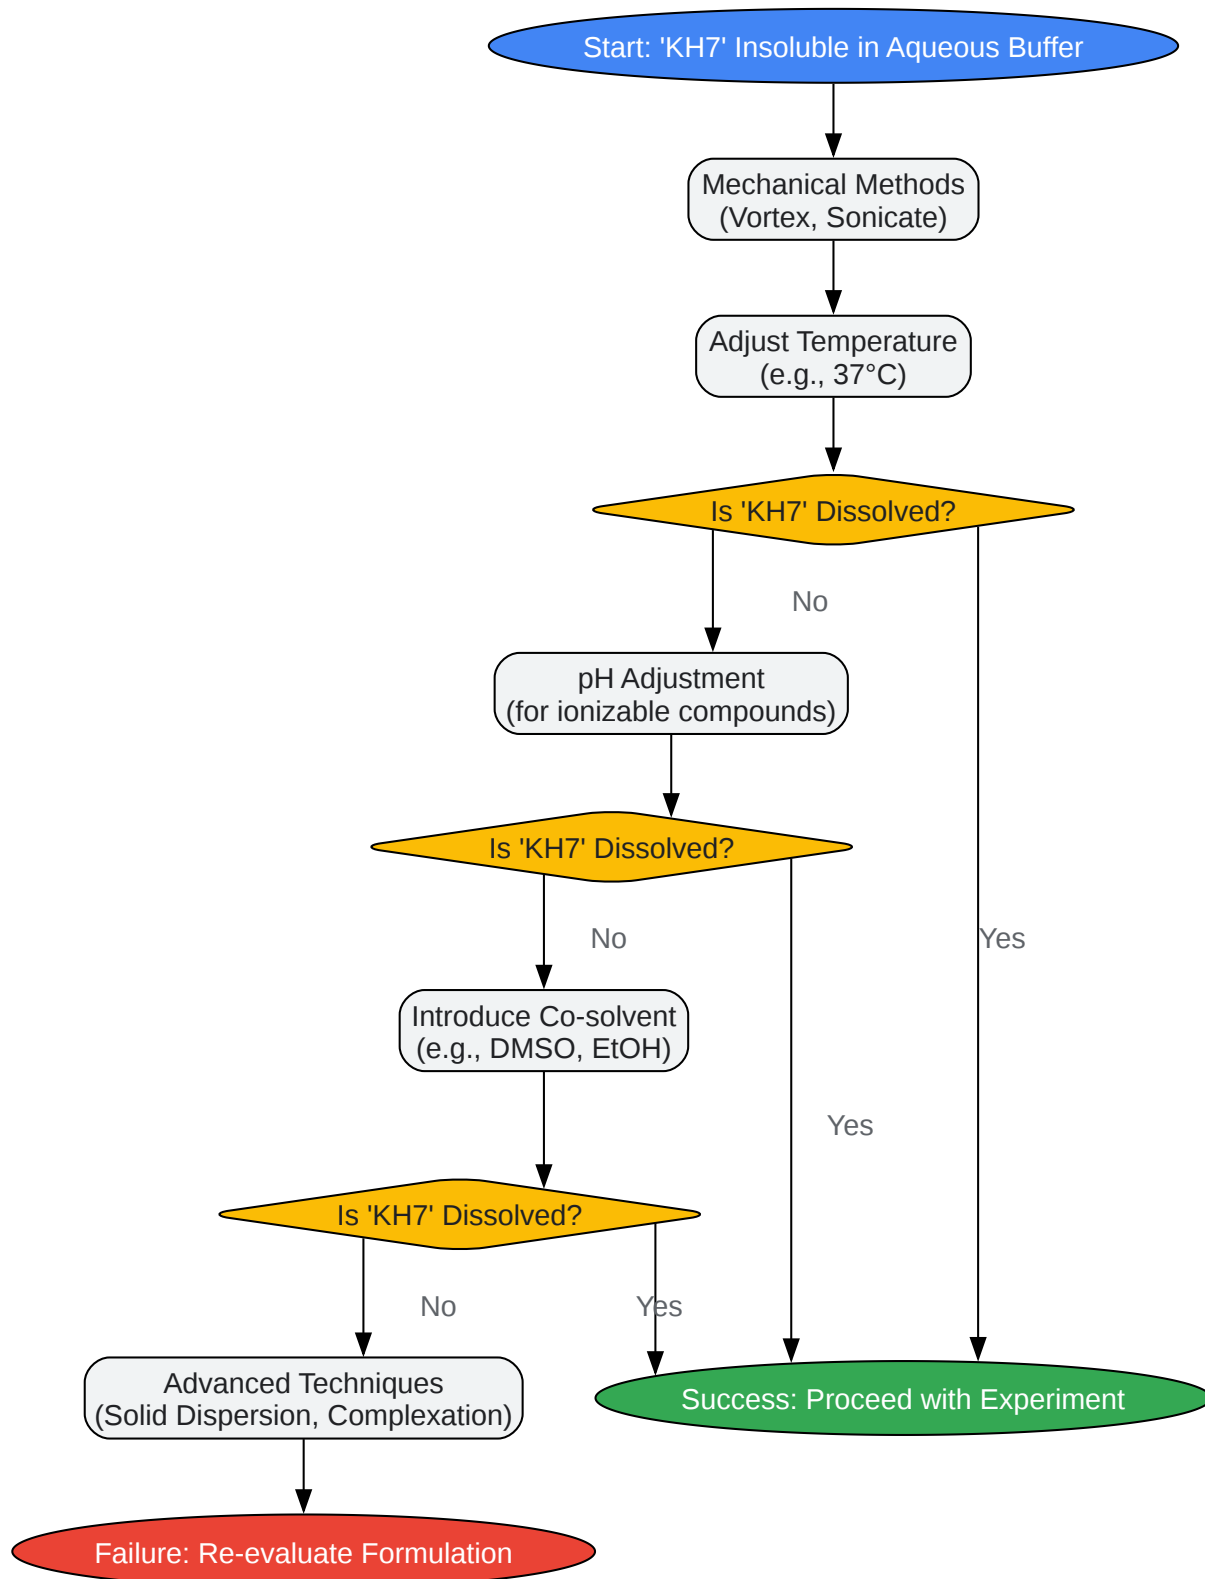 Start: 'KH7' Insoluble in Aqueous Buffer
Mechanical Methods
(Vortex, Sonicate)
Adjust Temperature
(e.g., 37°C)
Is 'KH7' Dissolved?
No
pH Adjustment
(for ionizable compounds)
Is 'KH7' Dissolved?
No
Yes
Introduce Co-solvent
(e.g., DMSO, EtOH)
Yes
Is 'KH7' Dissolved?
No
Yes
Advanced Techniques
(Solid Dispersion, Complexation)
Success: Proceed with Experiment
Failure: Re-evaluate Formulation